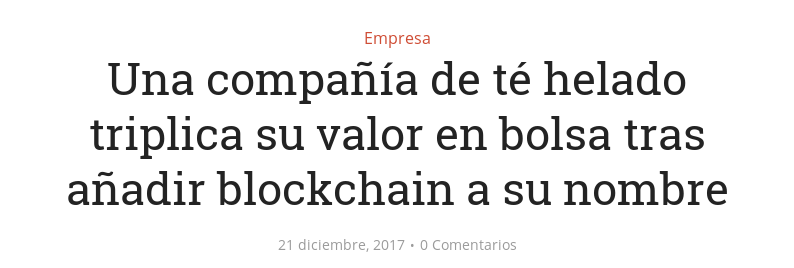 Empresa
Una compañía de té helado
triplica su valor en bolsa tras
añadir blockchain a su nombre
21 diciembre, 2017 • 0 Comentarios